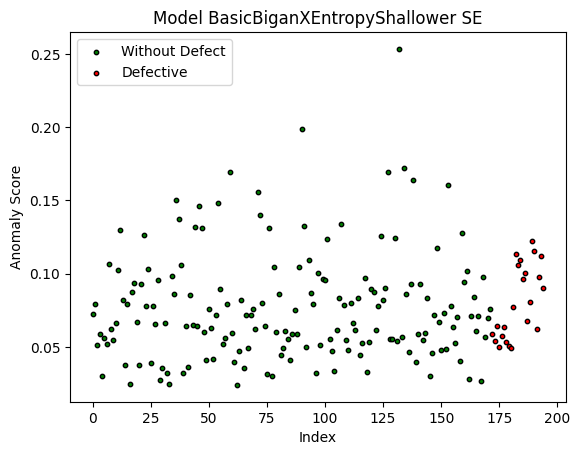 Model BasicBiganXEntropyShallower SE
Without Defect
Defective
Anomaly Score
0.25
0.20
0.15
0.10
0.05
0 25 50 75 100 125 150 175 200
Index